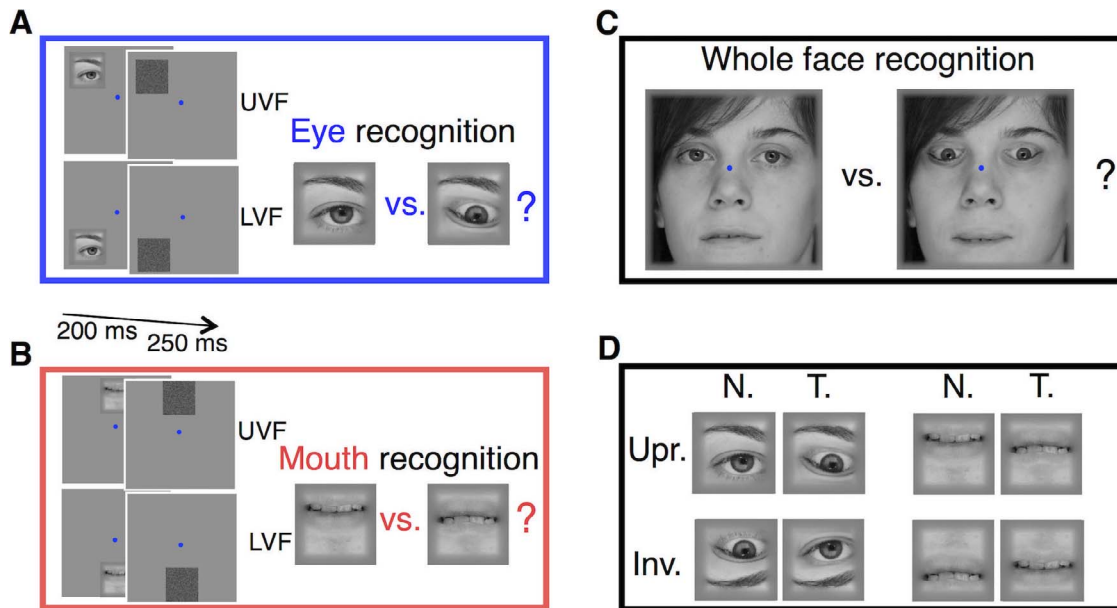 A
UVF
Eye recognition
LVF
vs.
?
200 ms
250 ms
B
UVF
Mouth recognition
LVF
vs.
?
C
Whole face recognition
vs.
?
D
N. T. N. T.
Upr.
Inv.